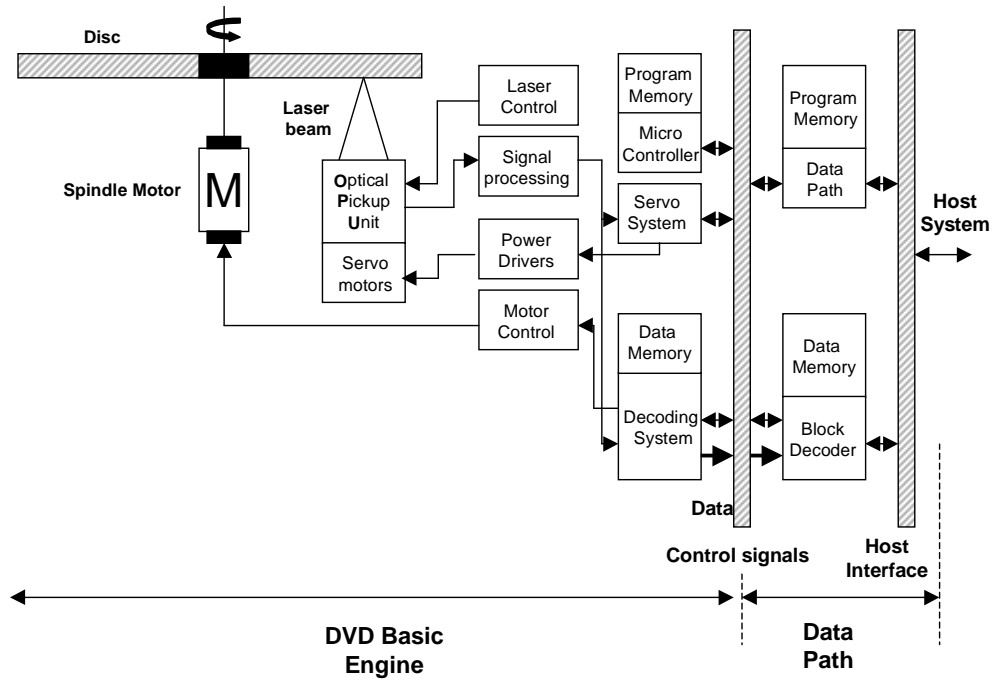 Disc
Laser
beam
Spindle Motor
M
Optical
Pickup
Unit
Servo
motors
Laser
Control
Signal
processing
Power
Drivers
Motor
Control
Program
Memory
Micro
Controller
Servo
System
Data
Memory
Decoding
System
Program
Memory
Data
Path
Data
Memory
Block
Decoder
Host
System
Data
Control signals
Host
Interface
DVD Basic
Engine
Data
Path